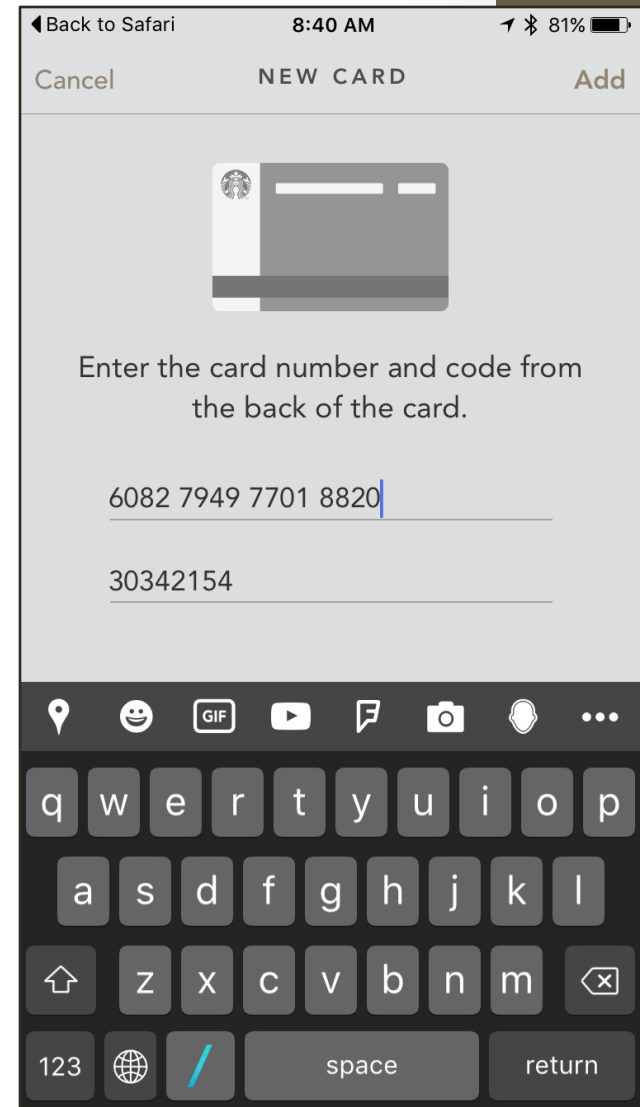 Back to Safari 8:40 AM 81%
Cancel NEW CARD Add
Enter the card number and code from
the back of the card.
6082 7949 7701 8820
30342154
GIF
q w e r t y u i o p
a s d f g h j k l
z x c v b n m
123 space return